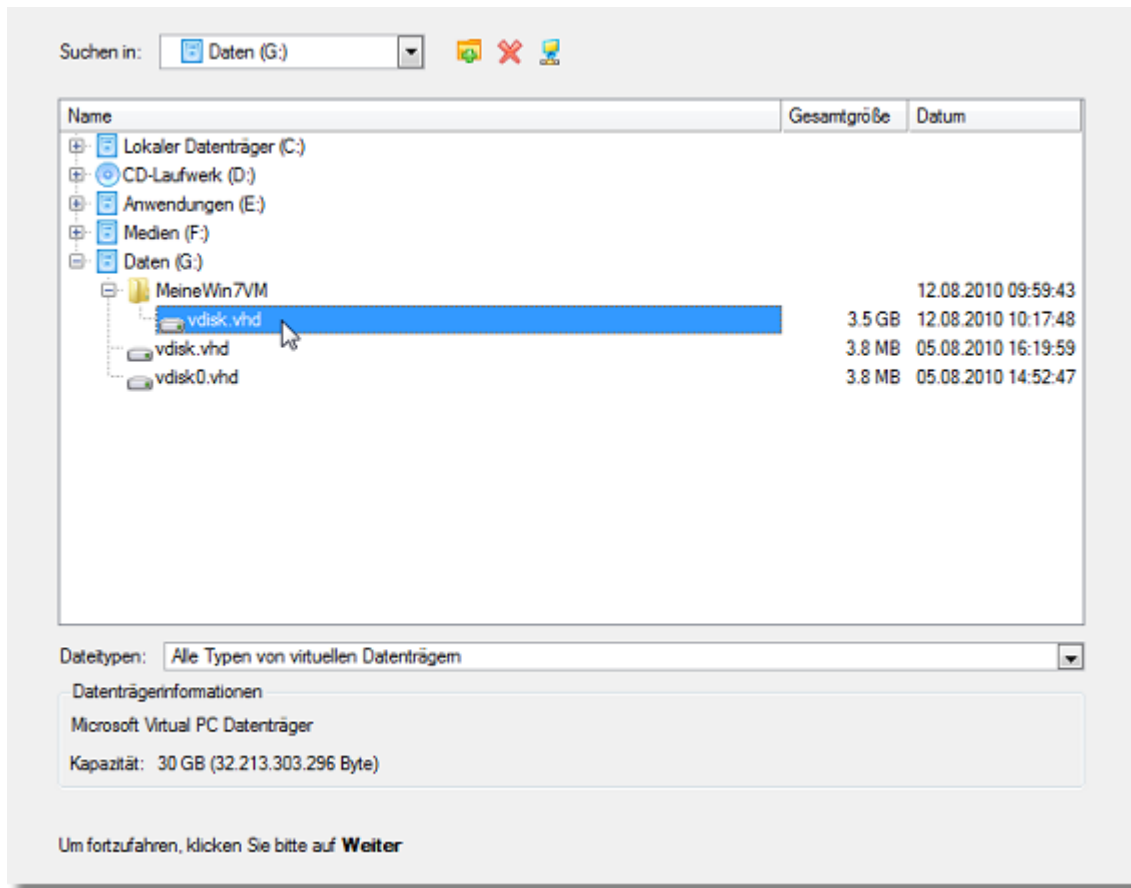 Suchen in: Daten (G:)
Name Gesamtgröße Datum
Lokaler Datenträger (C:)
CD-Laufwerk (D:)
Anwendungen (E:)
Medien (F:)
Daten (G:)
MeineWin7VM 12.08.2010 09:59:43
vdisk.vhd 3.5 GB 12.08.2010 10:17:48
vdisk.vhd 3.8 MB 05.08.2010 16:19:59
vdisk0.vhd 3.8 MB 05.08.2010 14:52:47
Dateitypen: Alle Typen von virtuellen Datenträgern
Datenträgerinformationen
Microsoft Virtual PC Datenträger
Kapazität: 30 GB (32.213.303.296 Byte)
Um fortzufahren, klicken Sie bitte auf Weiter